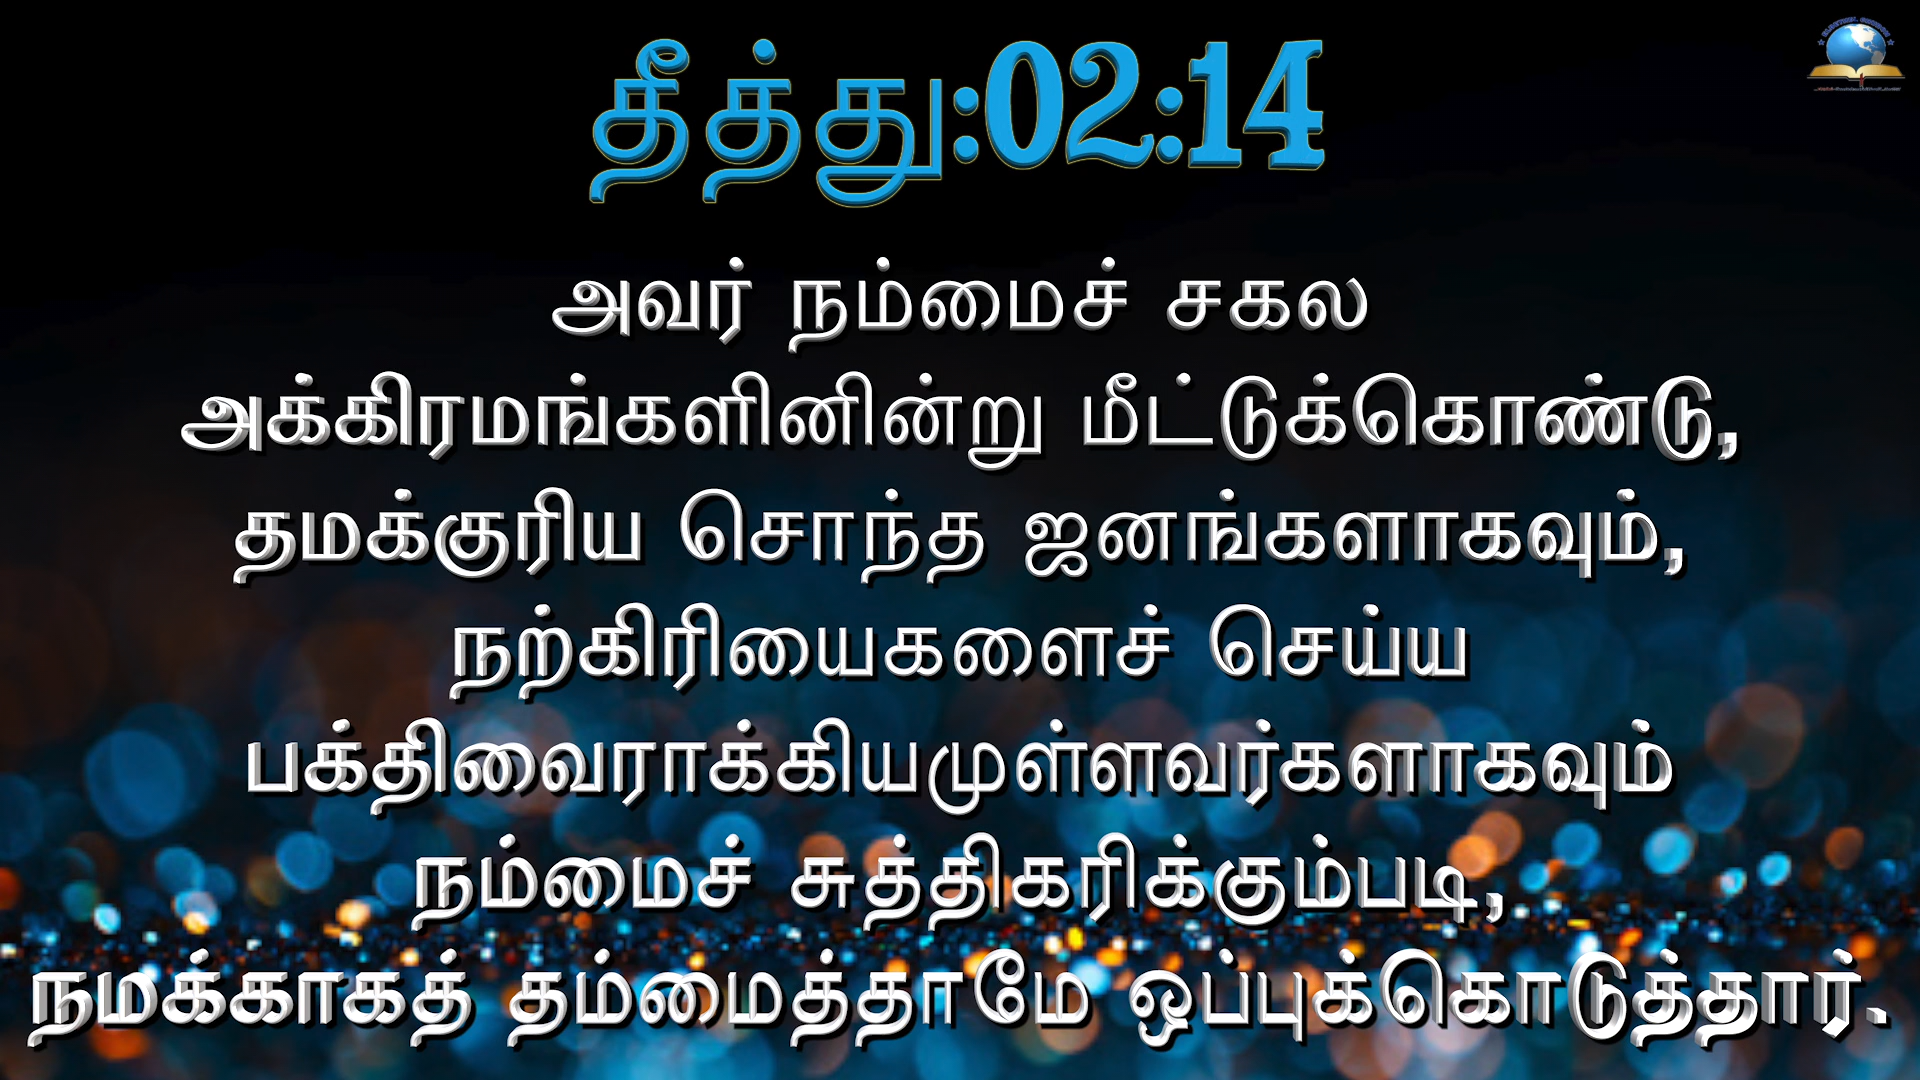 தீத்து:02:14
அவர் நம்மைச் சகல
அக்கிரமங்களினின்று மீட்டுக்கொண்டு,
தமக்குரிய சொந்த ஜனங்களாகவும்,
நற்கிரியைகளைச் செய்ய
பக்திவைராக்கியமுள்ளவர்களாகவும்
நம்மைச் சுத்திகரிக்கும்படி,
நமக்காகத் தம்மைத்தாமே ஒப்புக்கொடுத்தார்.